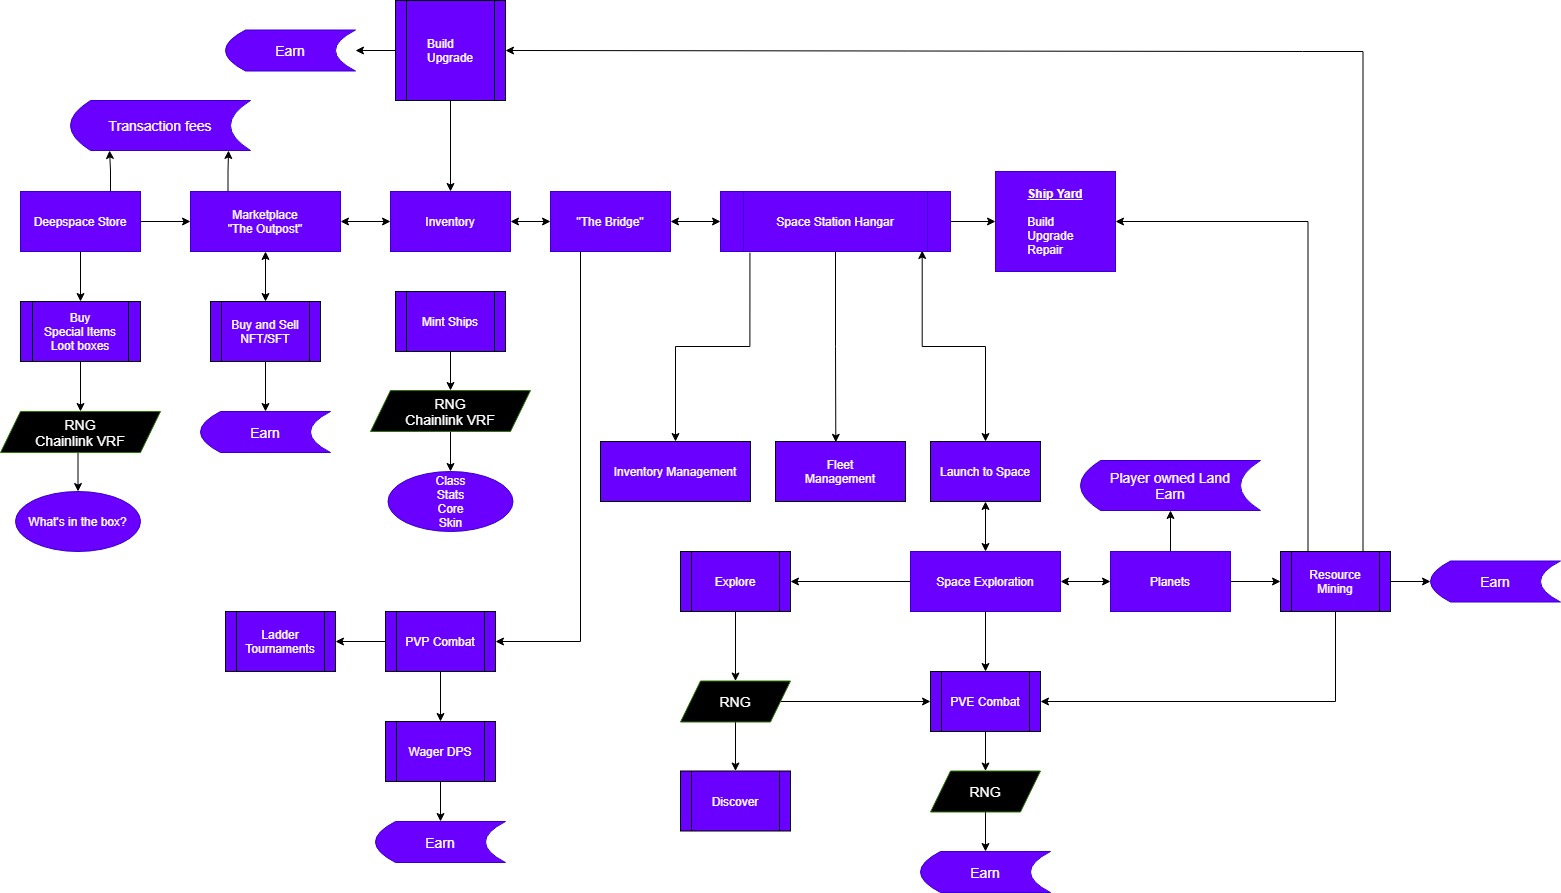 Build
Upgrade
Earn
Transaction fees
Deepspace Store
Marketplace
"The Outpost"
Inventory
"The Bridge"
Space Station Hangar
Ship Yard
Build
Upgrade
Repair
Buy
Special Items
Loot boxes
Buy and Sell
NFT/SFT
Mint Ships
RNG
Chainlink VRF
Earn
RNG
Chainlink VRF
What's in the box?
Class
Stats
Core
Skin
Inventory Management
Fleet
Management
Launch to Space
Player owned Land
Earn
Explore
Space Exploration
Planets
Resource
Mining
Earn
Ladder
Tournaments
PVP Combat
RNG
PVE Combat
Wager DPS
Discover
RNG
Earn
Earn